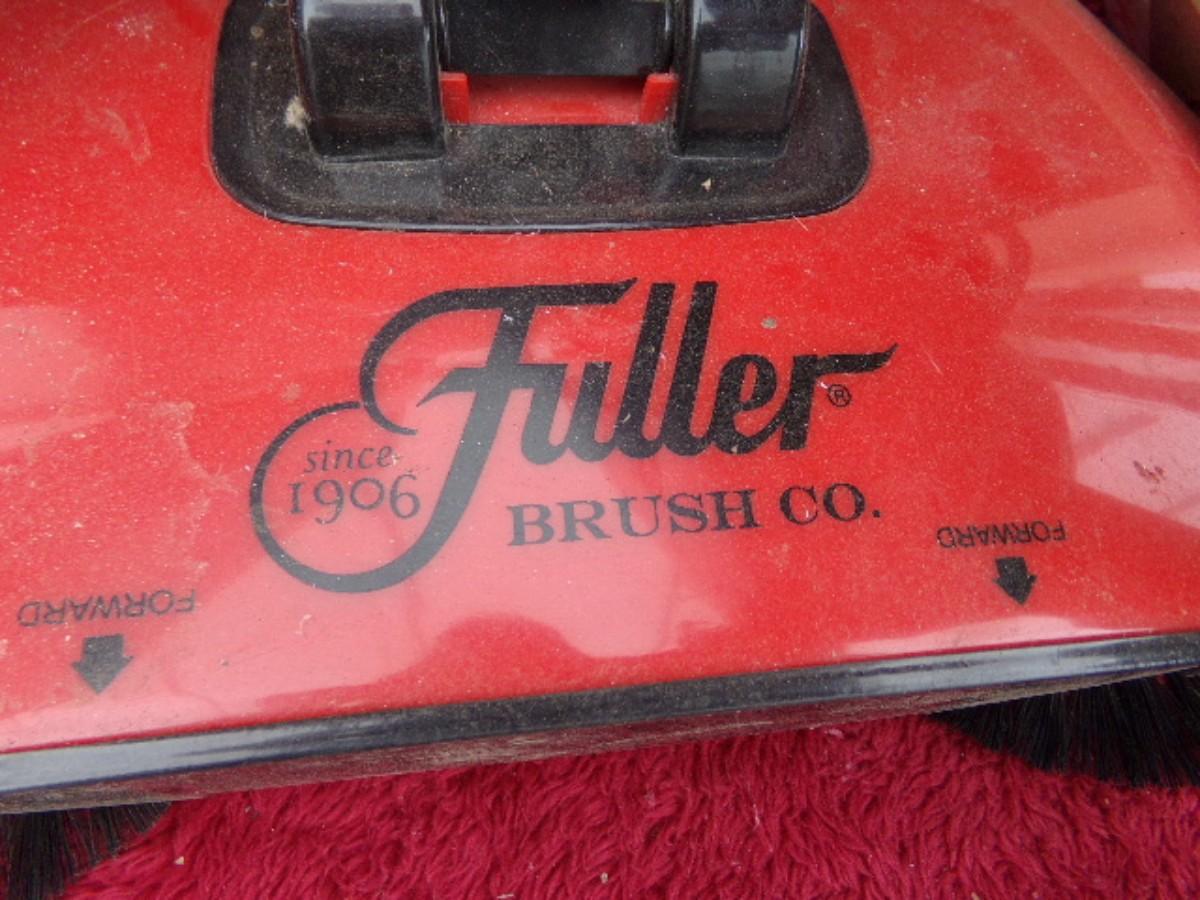 Fuller®
since
1906
BRUSH CO.
FORWARD
FORWARD